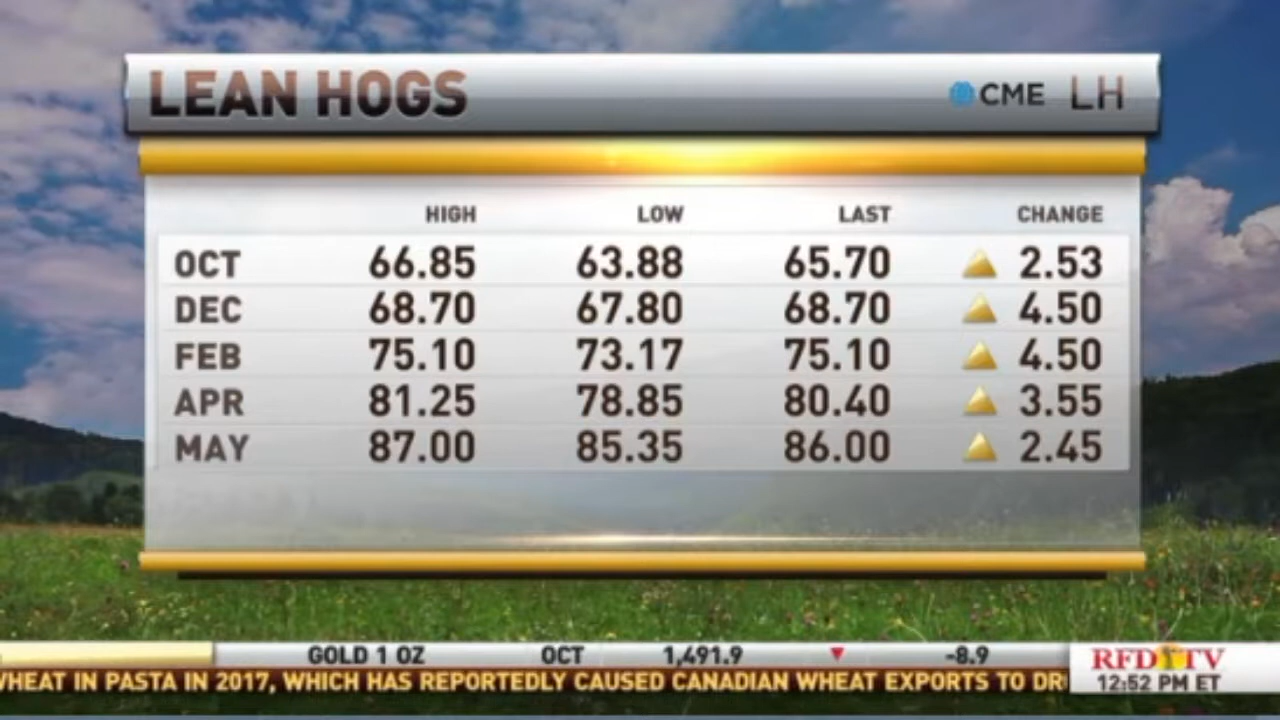 LEAN HOGS CME LH
HIGH LOW LAST CHANGE
OCT 66.85 63.88 65.70 2.53
DEC 68.70 67.80 68.70 4.50
FEB 75.10 73.17 75.10 4.50
APR 81.25 78.85 80.40 3.55
MAY 87.00 85.35 86.00 2.45
GOLD 1 OZ OCT 1,491.9 -8.9
RFD TV
WHEAT IN PASTA IN 2017, WHICH HAS REPORTEDLY CAUSED CANADIAN WHEAT EXPORTS TO DR
12:52 PM ET